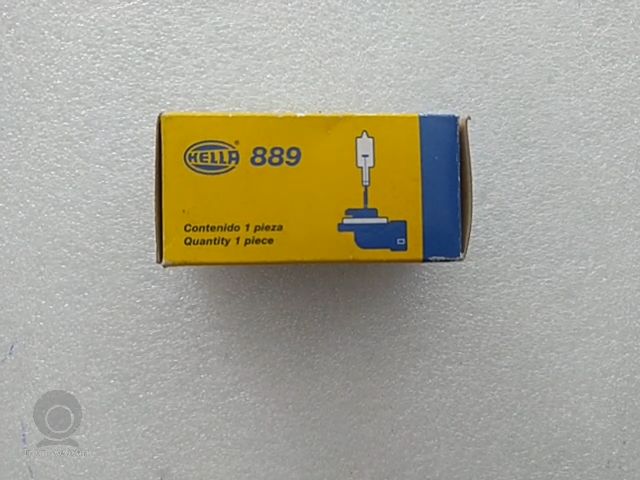 HELLA 889
Contenido 1 pieza
Quantity 1 piece